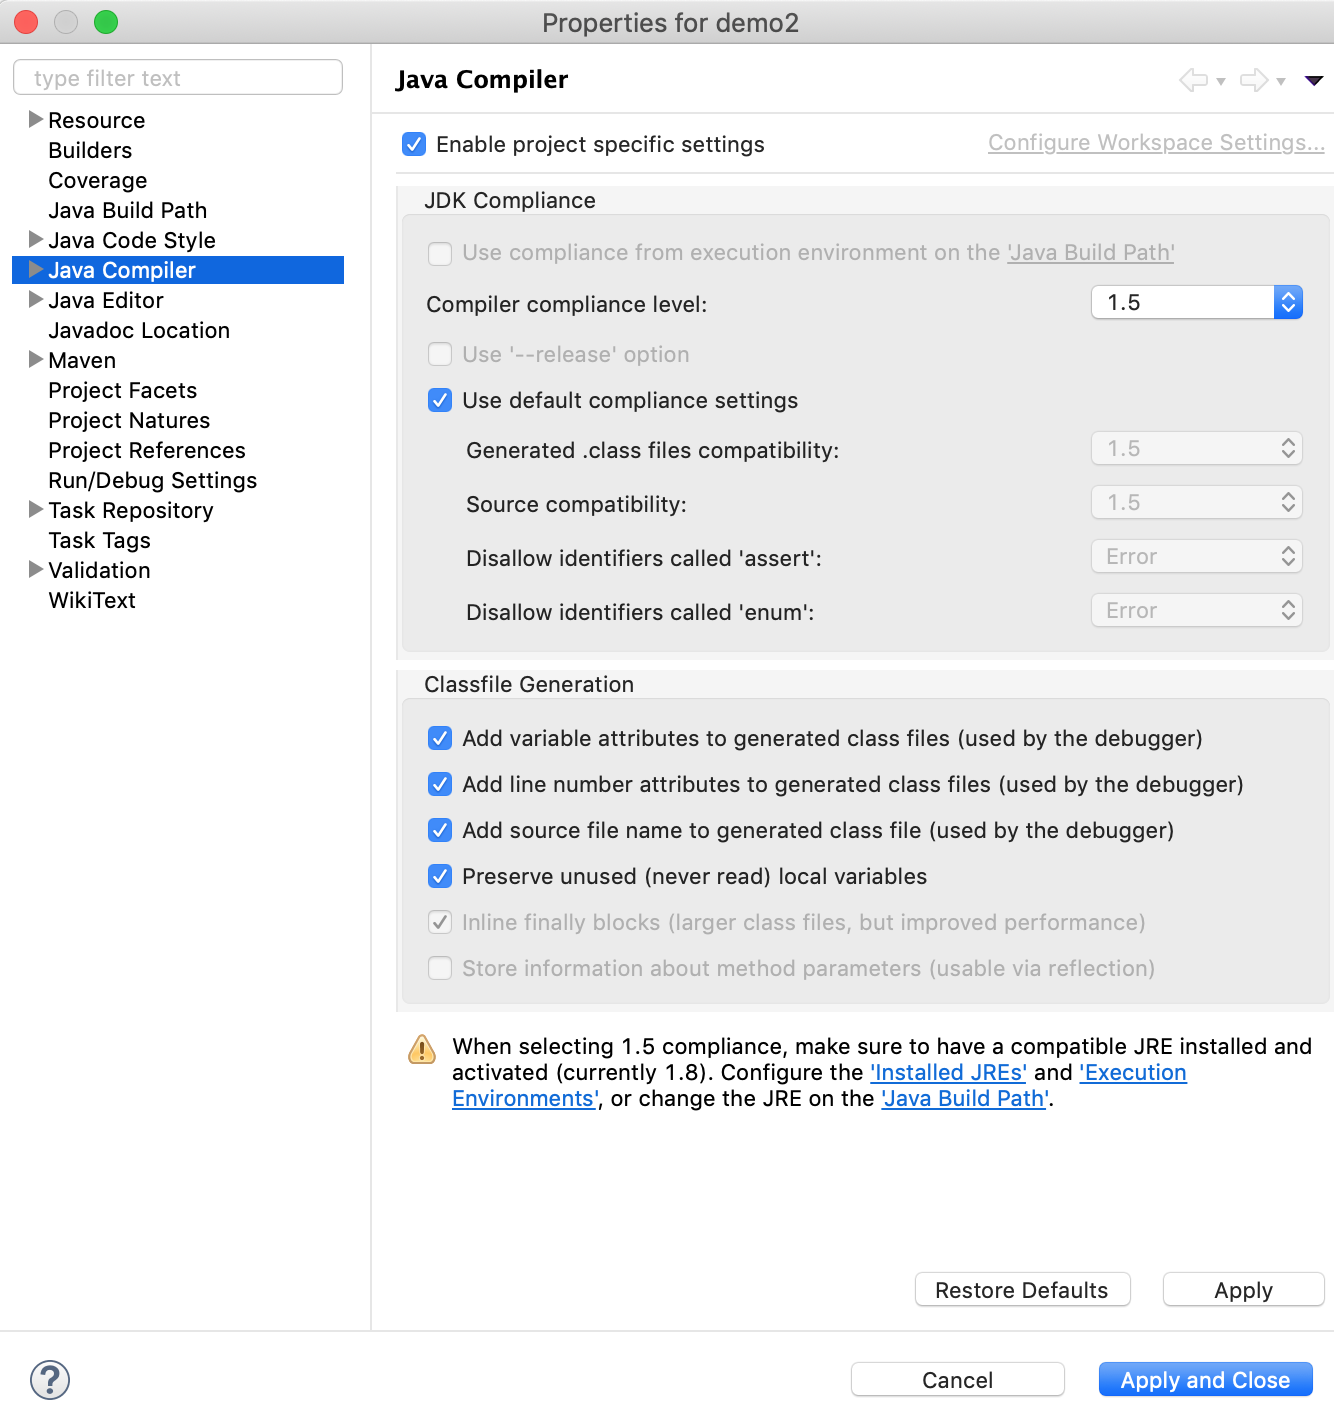 Properties for demo2
type filter text
Resource
Builders
Coverage
Java Build Path
Java Code Style
Java Compiler
Java Editor
Javadoc Location
Maven
Project Facets
Project Natures
Project References
Run/Debug Settings
Task Repository
Task Tags
Validation
WikiText
Java Compiler
Enable project specific settings
Configure Workspace Settings...
JDK Compliance
Use compliance from execution environment on the 'Java Build Path'
Compiler compliance level: 1.5
Use '--release' option
Use default compliance settings
Generated .class files compatibility: 1.5
Source compatibility: 1.5
Disallow identifiers called 'assert': Error
Disallow identifiers called 'enum': Error
Classfile Generation
Add variable attributes to generated class files (used by the debugger)
Add line number attributes to generated class files (used by the debugger)
Add source file name to generated class file (used by the debugger)
Preserve unused (never read) local variables
Inline finally blocks (larger class files, but improved performance)
Store information about method parameters (usable via reflection)
When selecting 1.5 compliance, make sure to have a compatible JRE installed and
activated (currently 1.8). Configure the 'Installed JREs' and 'Execution
Environments', or change the JRE on the 'Java Build Path'.
Restore Defaults
Apply
?
Cancel
Apply and Close